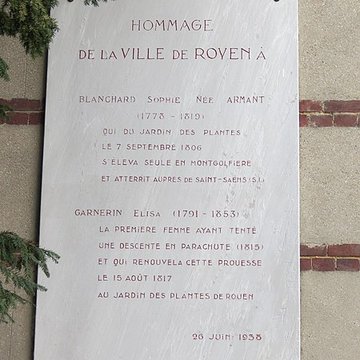 HOMMAGE
DE LA VILLE DE ROUEN À
BLANCHARD SOPHIE NÉE ARMANT
(1778 - 1819)
QUI DU JARDIN DES PLANTES
LE 7 SEPTEMBRE 1806
S'ÉLEVA SEULE EN MONTGOLFIÈRE
ET ATTERRIT AUPRÈS DE SAINT-SAËNS (S.I.)
GARNERIN ELISA (1791 - 1853)
LA PREMIÈRE FEMME AYANT TENTÉ
UNE DESCENTE EN PARACHUTE (1815)
ET QUI RENOUVELA CETTE PROUESSE
LE 15 AOÛT 1817
AU JARDIN DES PLANTES DE ROUEN
26 JUIN 1938